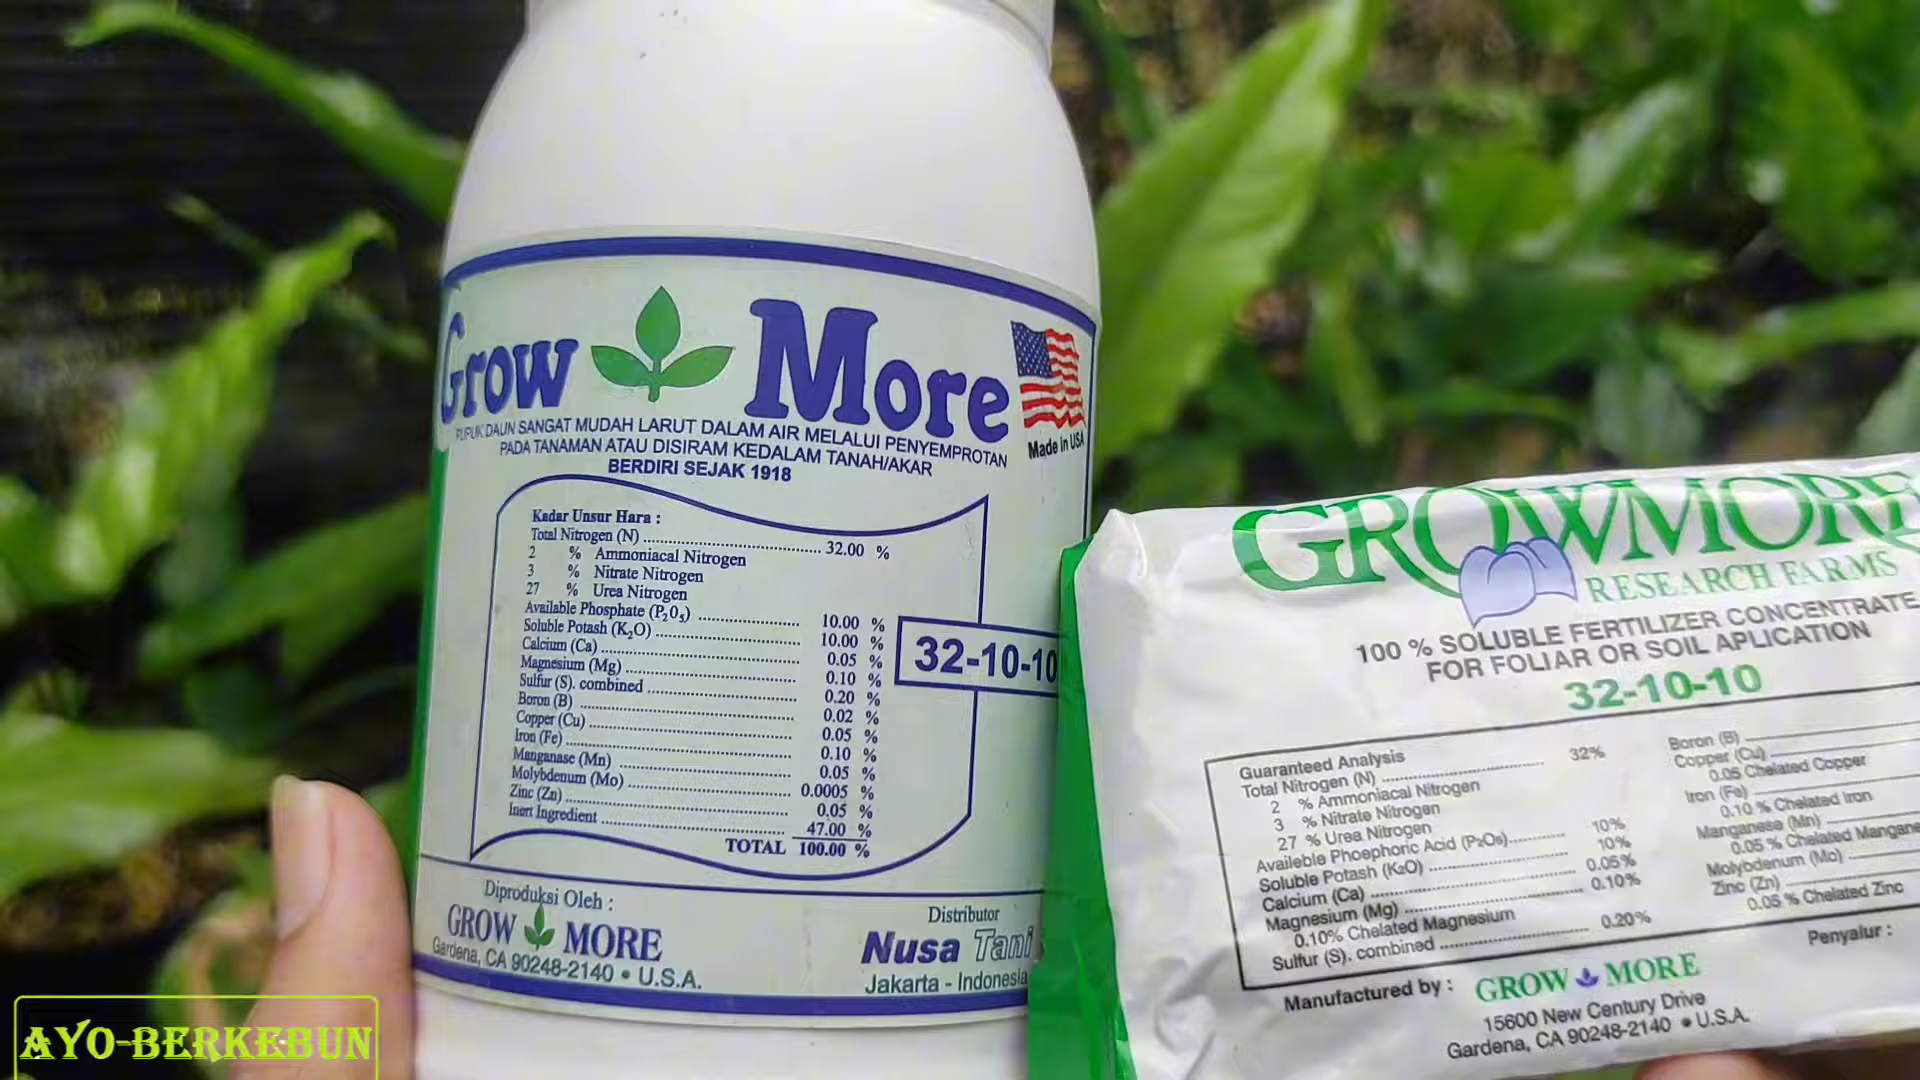 Grow More
Made in USA
PUPUK DAUN SANGAT MUDAH LARUT DALAM AIR MELALUI PENYEMPROTAN
PADA TANAMAN ATAU DISIRAM KEDALAM TANAH/AKAR
BERDIRI SEJAK 1918
Kadar Unsur Hara :
Total Nitrogen (N) ........ 32.00 %
2 % Ammoniacal Nitrogen
3 % Nitrate Nitrogen
27 % Urea Nitrogen
Available Phosphate (P₂0₅) ........ 10.00 %
Soluble Potash (K₂O) ........ 10.00 %
Calcium (Ca) ........ 0.05 %
Magnesium (Mg) ........ 0.10 %
Sulfur (S). combined ........ 0.20 %
Boron (B) ........ 0.02 %
Copper (Cu) ........ 0.05 %
Iron (Fe) ........ 0.10 %
Manganase (Mn) ........ 0.05 %
Molybdenum (Mo) ........ 0.0005 %
Zinc (Zn) ........ 0,05 %
Inert Ingredient ........ 47.00 %
TOTAL 100.00 %
32-10-10
Diproduksi Oleh :
GROW MORE
Gardena, CA 90248-2140 • U.S.A.
Distributor
Nusa Tani
Jakarta - Indonesia
GROWMORE
RESEARCH FARMS
100 % SOLUBLE FERTILIZER CONCENTRATE
FOR FOLIAR OR SOIL APLICATION
32-10-10
Guaranteed Analysis
Total Nitrogen (N) ........ 32%
2 % Ammoniacal Nitrogen
3 % Nitrate Nitrogen
27 % Urea Nitrogen
Available Phosphoric Acid (P₂O₅) ........ 10%
Soluble Potash (K₂O) ........ 10%
Calcium (Ca) ........ 0.05%
Magnesium (Mg) ........ 0.10%
0.10% Chelated Magnesium
Sulfur (S). combined ........ 0.20%
Boron (B)
Copper (Cu)
0.05 Chelated Copper
Iron (Fe)
0.10 % Chelated Iron
Manganese (Mn)
0.05 % Chelated
Molybdenum (Mo)
Zinc (Zn)
0.05 % Chelated Zinc
Manufactured by :
GROW MORE
15600 New Century Drive
Gardena, CA 90248-2140 • U.S.A.
Penyalur :
AYO-BERKEBUN